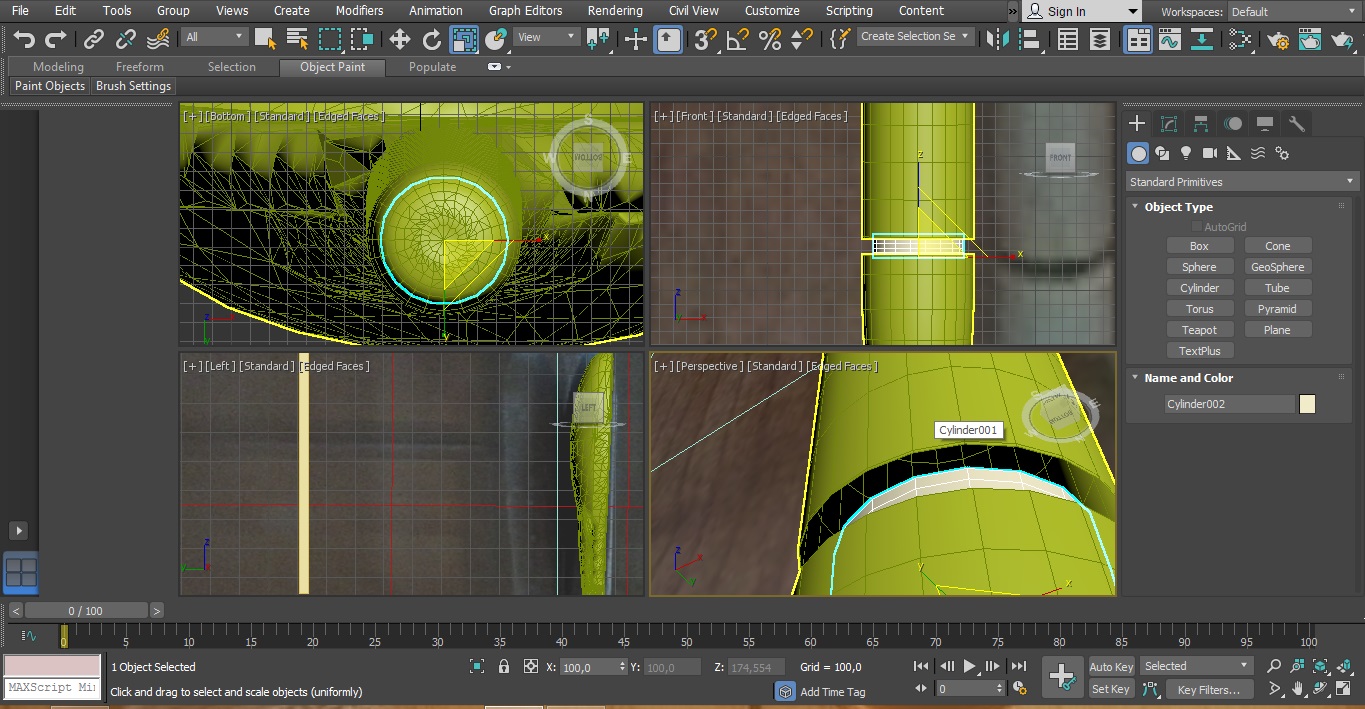 File Edit Tools Group Views Create Modifiers Animation Graph Editors Rendering Civil View Customize Scripting Content » Sign In Workspaces: Default
All View Create Selection Se
Modeling Freeform Selection Object Paint Populate
Paint Objects Brush Settings
[+] [Bottom] [Standard] [Edged Faces]
S
W BOTTOM E
N
x
y
z
y
[+] [Front] [Standard] [Edged Faces]
FRONT
z
x
z
x
Standard Primitives
Object Type
AutoGrid
Box Cone
Sphere GeoSphere
Cylinder Tube
Torus Pyramid
Teapot Plane
TextPlus
Name and Color
Cylinder002
[+] [Left] [Standard] [Edged Faces]
LEFT
z
y
[+] [Perspective] [Standard] [Edged Faces]
E
BOTTOM
Cylinder001
z
x
y
y
x
< 0 / 100 >
0 5 10 15 20 25 30 35 40 45 50 55 60 65 70 75 80 85 90 95 100
1 Object Selected X: 100,0 Y: 100,0 Z: 174,554 Grid = 100,0 Auto Key Selected
MAXScript Mi
Click and drag to select and scale objects (uniformly) Add Time Tag 0 Set Key Key Filters...